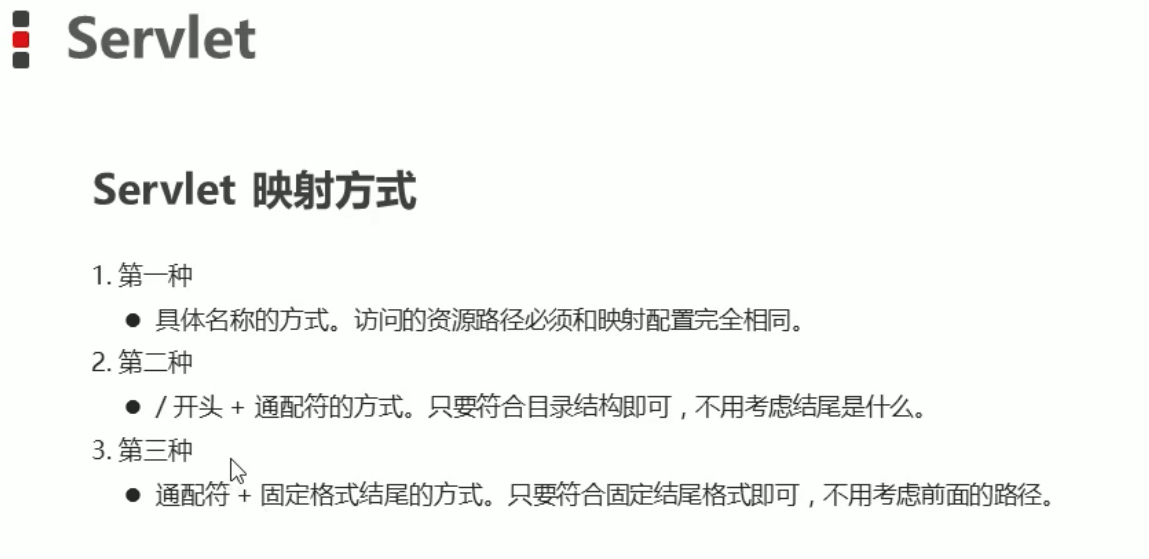 Servlet
Servlet 映射方式
1. 第一种
● 具体名称的方式。访问的资源路径必须和映射配置完全相同。
2. 第二种
● / 开头 + 通配符的方式。只要符合目录结构即可，不用考虑结尾是什么。
3. 第三种
● 通配符 + 固定格式结尾的方式。只要符合固定结尾格式即可，不用考虑前面的路径。